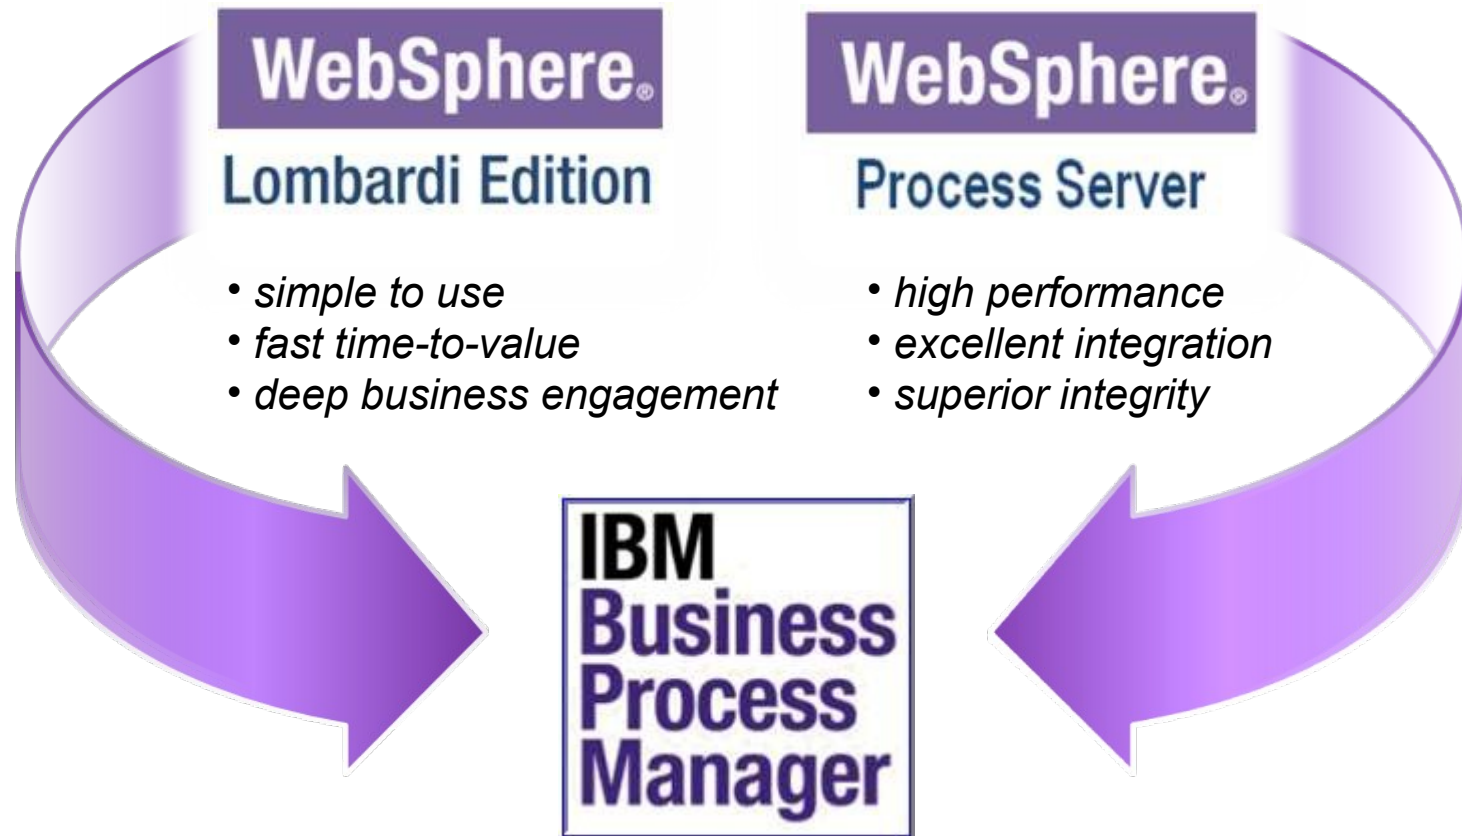 WebSphere®
Lombardi Edition
• simple to use
• fast time-to-value
• deep business engagement
WebSphere®
Process Server
• high performance
• excellent integration
• superior integrity
IBM
Business
Process
Manager